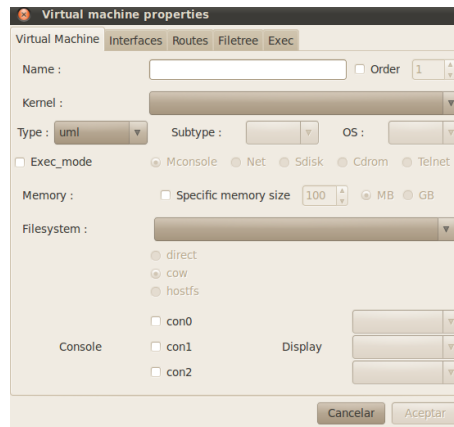 Virtual machine properties
Virtual Machine Interfaces Routes Filetree Exec
Name : Order 1
Kernel :
Type : uml Subtype : OS :
Exec_mode Mconsole Net Sdisk Cdrom Telnet
Memory : Specific memory size 100 MB GB
Filesystem :
direct
cow
hostfs
con0
Console con1 Display
con2
Cancelar Aceptar